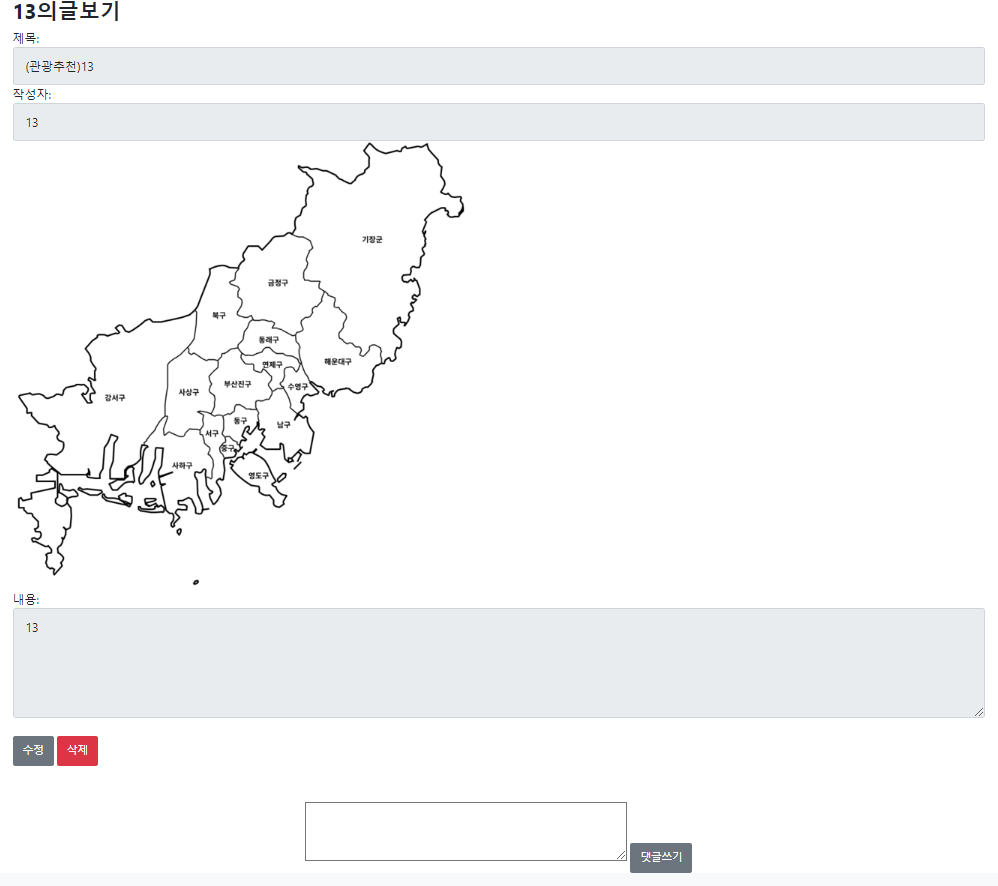 13의글보기
제목:
(관광추천)13
작성자:
13
기장군
금정구
북구
동래구
해운대구
연제구
부산진구
수영구
사상구
강서구
동구
남구
서구
중구
사하구
영도구
내용:
13
수정 삭제
댓글쓰기